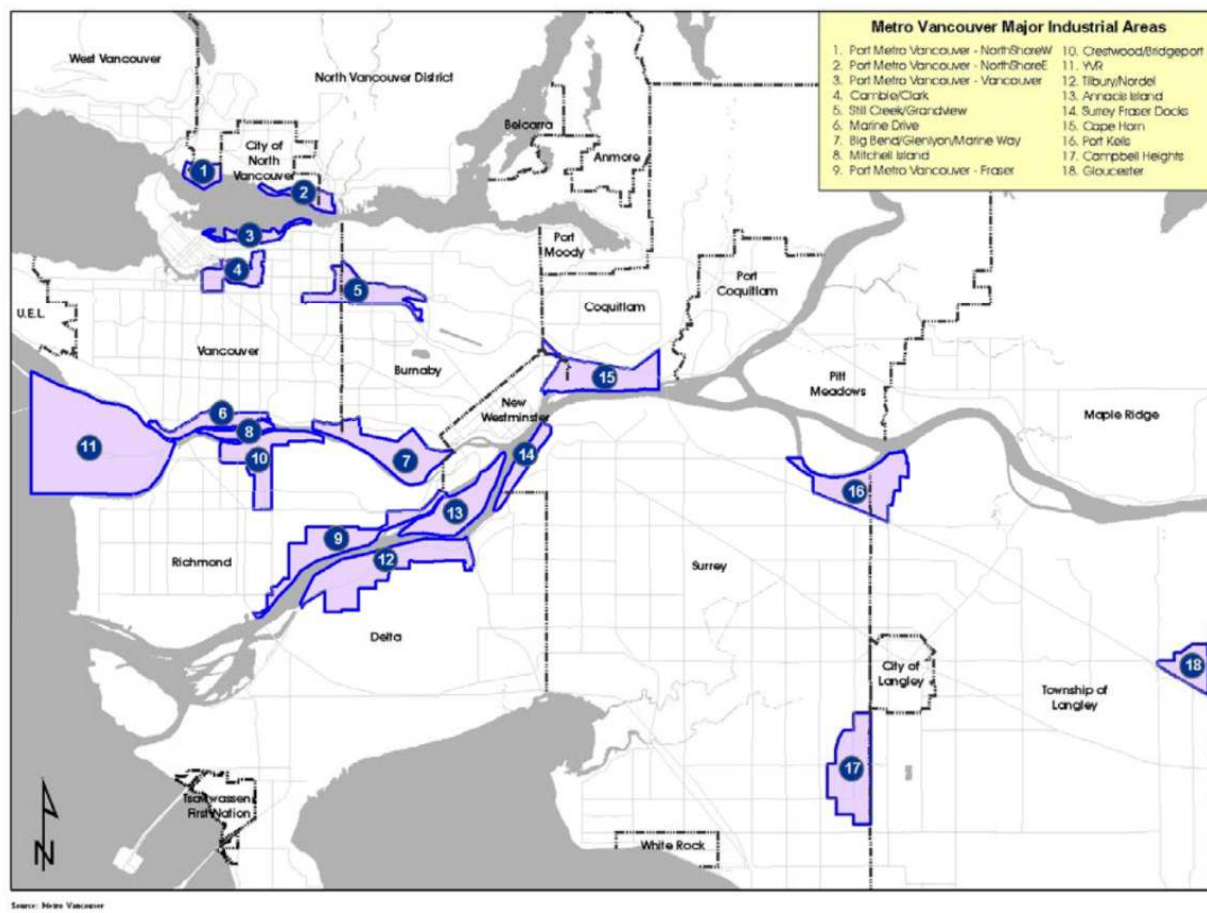 Metro Vancouver Major Industrial Areas
1. Port Metro Vancouver - NorthShoreW
2. Port Metro Vancouver - NorthShoreE
3. Port Metro Vancouver - Vancouver
4. Cambie/Clark
5. Still Creek/Grandview
6. Marine Drive
7. Big Bend/Glenlyon/Marine Way
8. Mitchell Island
9. Port Metro Vancouver - Fraser
10. Crestwood/Bridgeport
11. YVR
12. Tilbury/Nordel
13. Annacis Island
14. Surrey Fraser Docks
15. Cape Horn
16. Port Kells
17. Campbell Heights
18. Gloucester
West Vancouver
North Vancouver District
Belcarra
City of
North
Vancouver
Anmore
1
2
3
Port
Moody
4
Port
Coquitlam
5
Coquitlam
U.E.L.
Vancouver
Burnaby
15
Pitt
Meadows
New
Westminster
Maple Ridge
6
8
11
10
7
14
16
13
9
12
Richmond
Surrey
Delta
City of
Langley
18
Township of
Langley
17
Tsawwassen
First Nation
White Rock
N
Source: Metro Vancouver